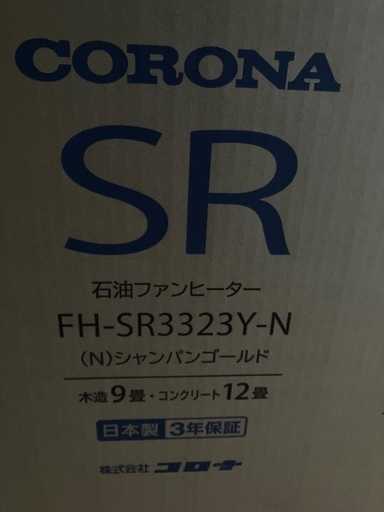 CORONA
SR
石油ファンヒーター
FH-SR3323Y-N
(N)シャンパンゴールド
木造9畳・コンクリート12畳
日本製 3年保証
株式会社 コロナ